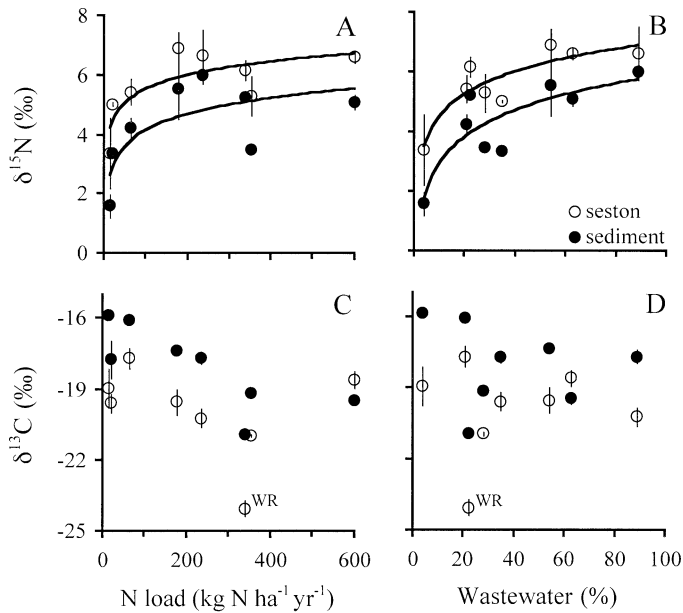 8
6
4
2
0
δ¹⁵N (‰)
A
B
○ seston
● sediment
-16
-19
-22
-25
δ¹³C (‰)
C
WR
D
WR
0 200 400 600
0 20 40 60 80 100
N load (kg N ha⁻¹ yr⁻¹)
Wastewater (%)